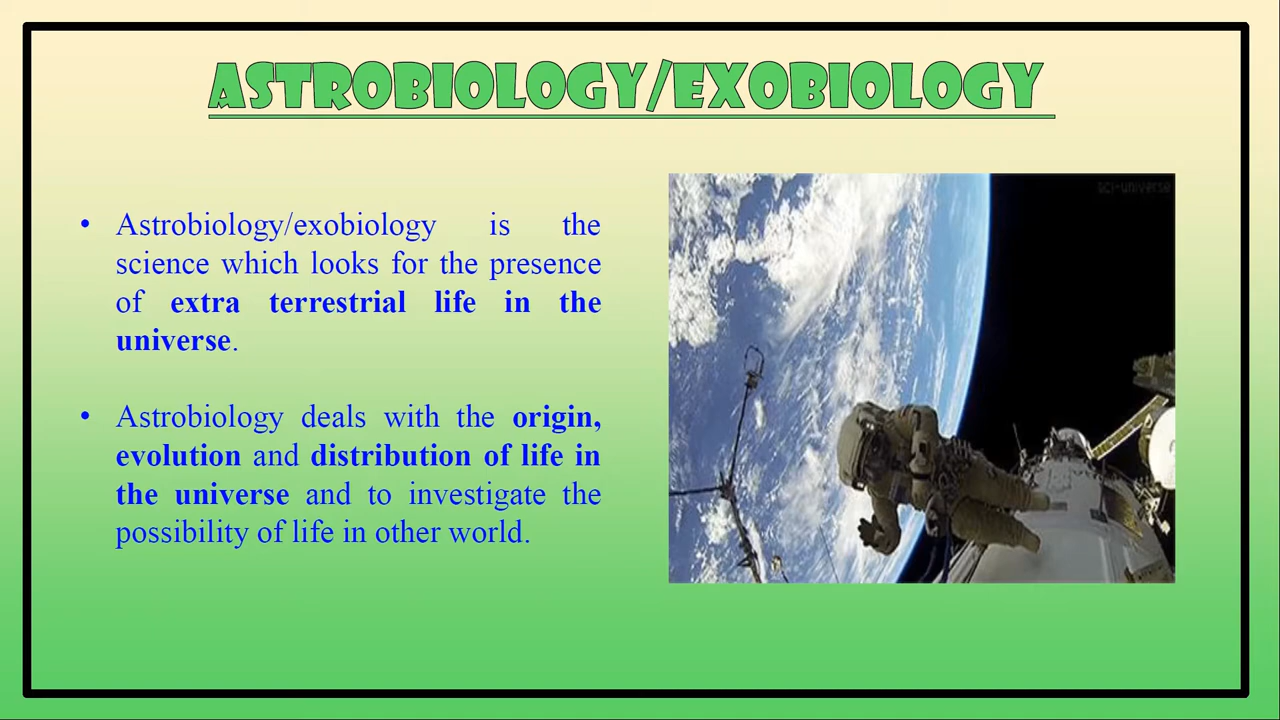 ASTROBIOLOGY/EXOBIOLOGY
• Astrobiology/exobiology is the
science which looks for the presence
of extra terrestrial life in the
universe.
• Astrobiology deals with the origin,
evolution and distribution of life in
the universe and to investigate the
possibility of life in other world.
sci-universe